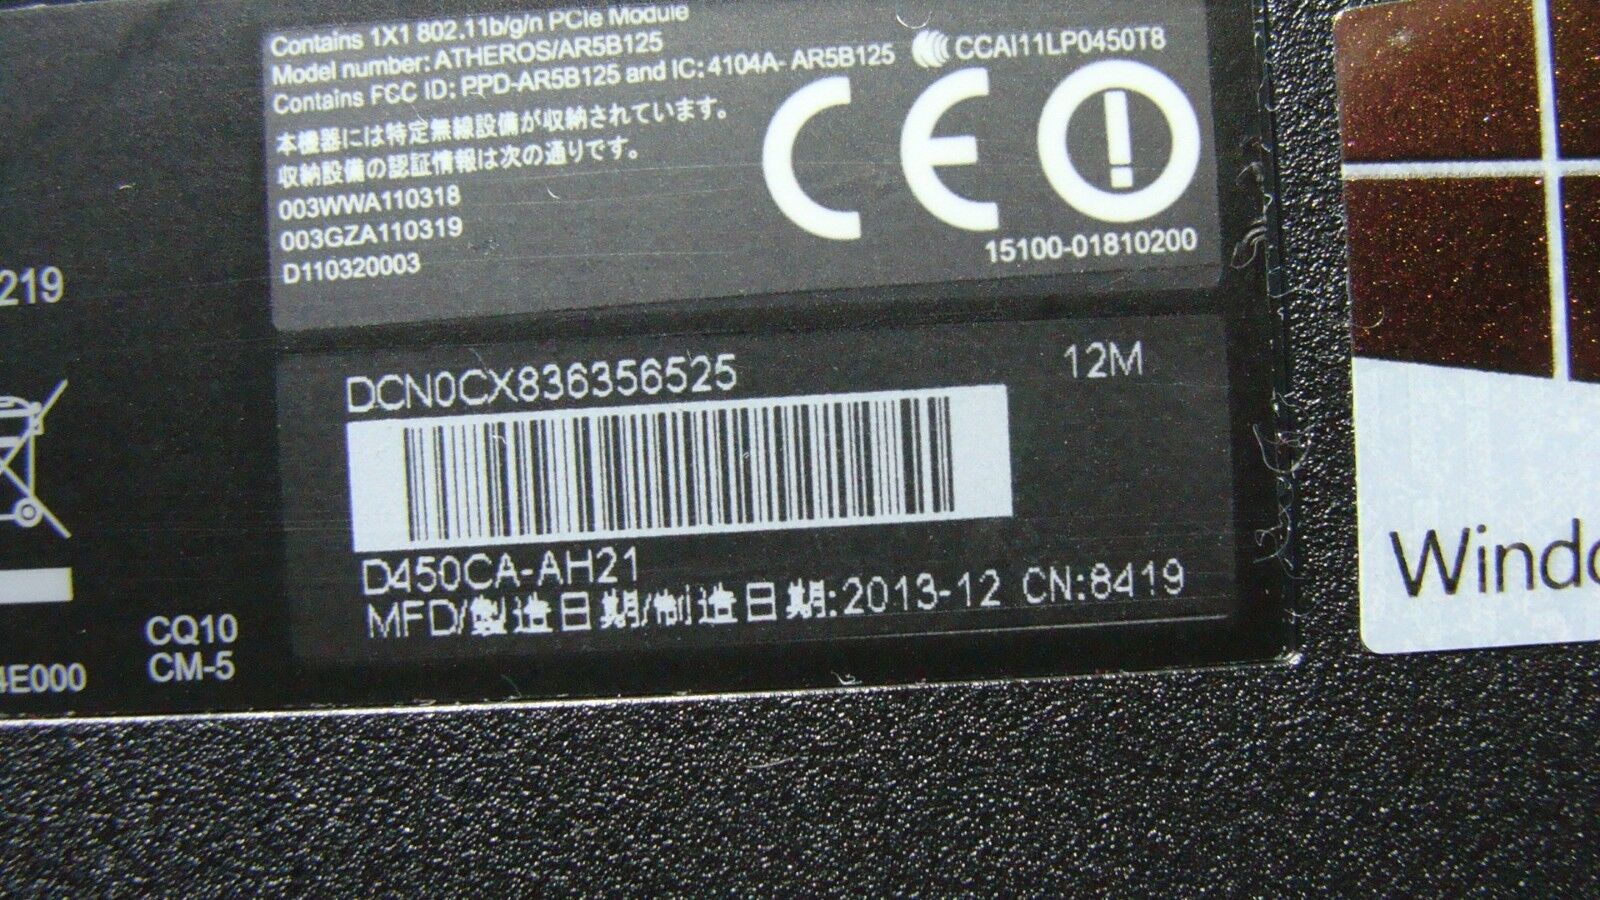 Contains 1X1 802.11b/g/n PCIe Module
Model number: ATHEROS/AR5B125
Contains FCC ID: PPD-AR5B125 and IC: 4104A- AR5B125
CCAI11LP0450T8
本機器には特定無線設備が収納されています。
収納設備の認証情報は次の通りです。
003WWA110318
003GZA110319
D110320003
CE
15100-01810200
219
DCN0CX836356525
12M
D450CA-AH21
MFD/製造日期/制造日期:2013-12 CN:8419
CQ10
CM-5
4E000
Windo